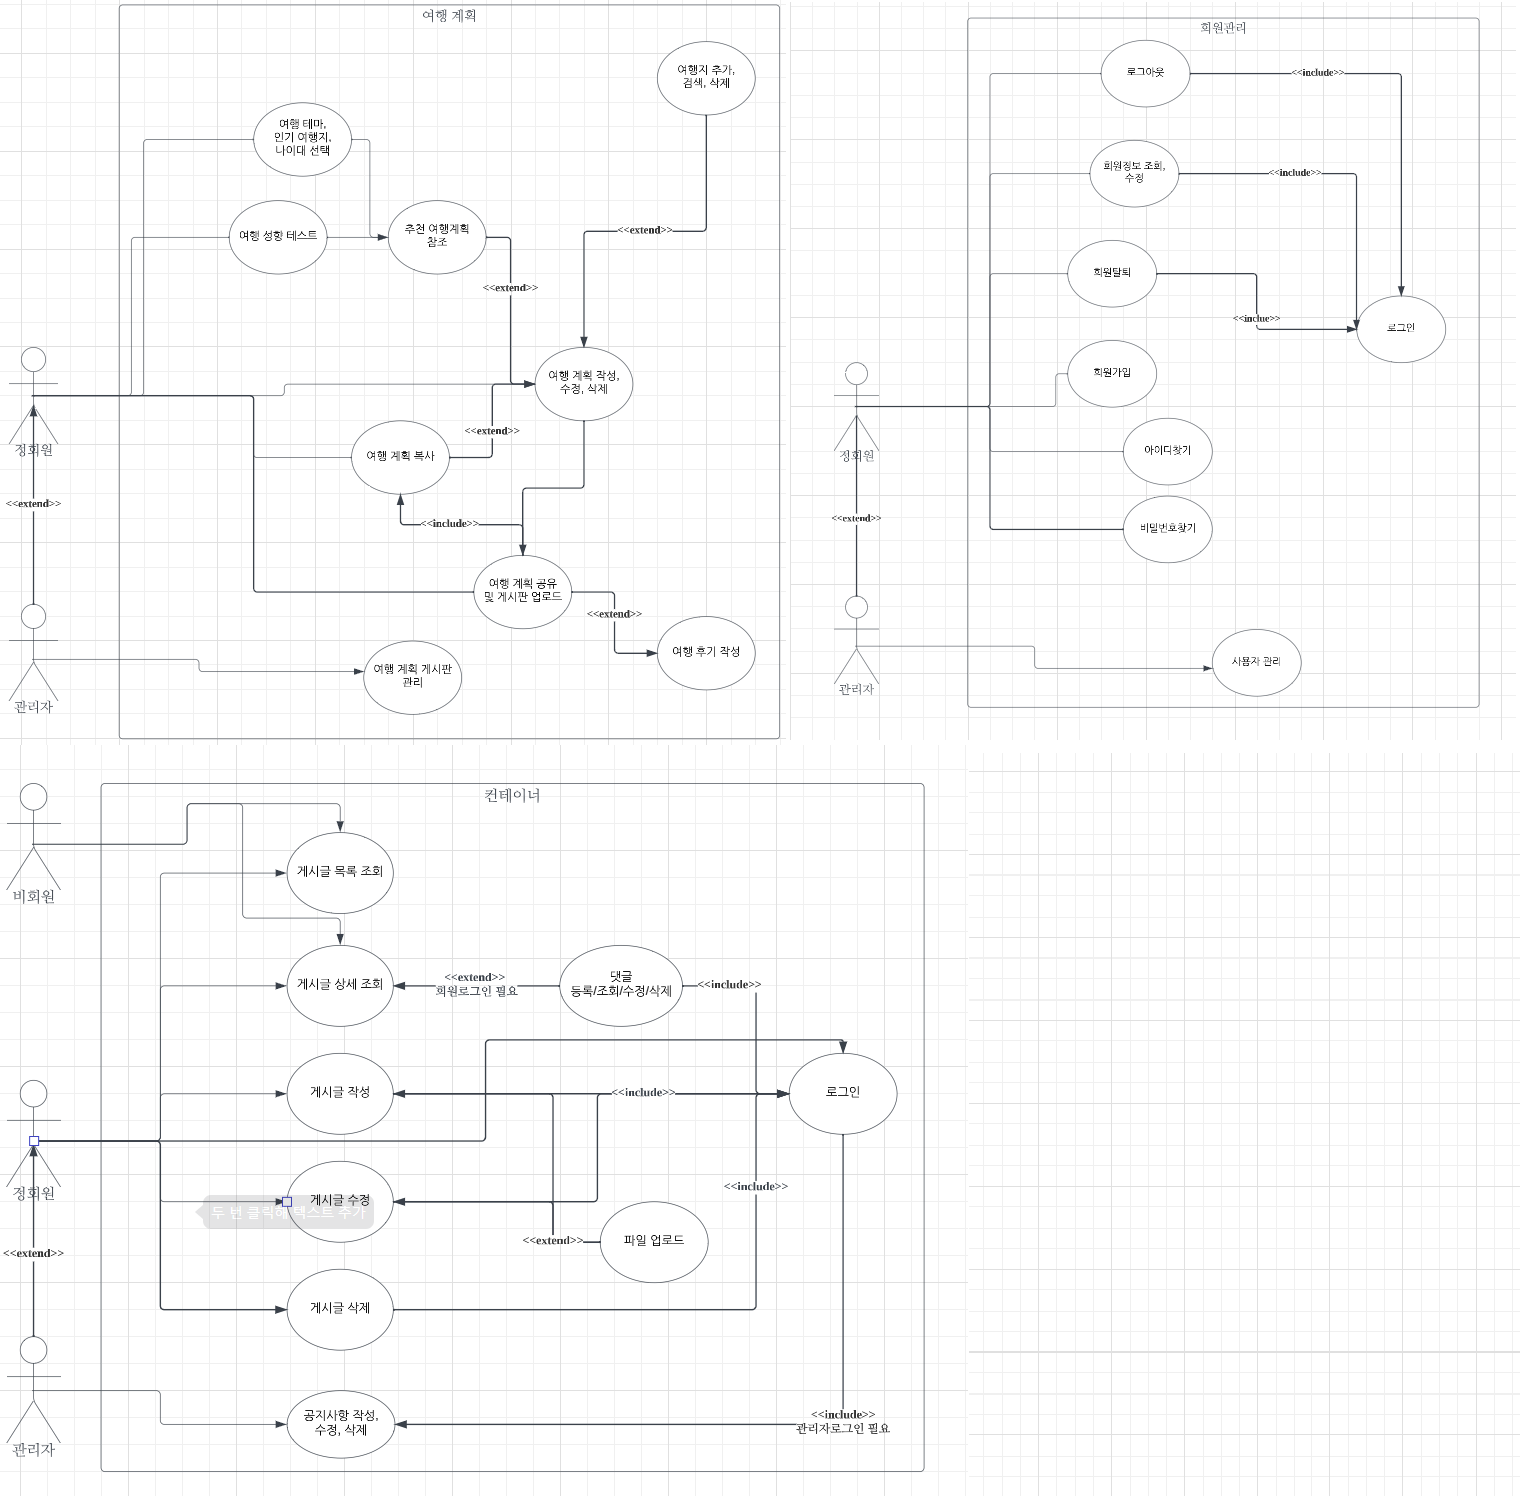 여행 계획
여행지 추가,
검색, 삭제
여행 테마,
인기 여행지,
나이대 선택
여행 성향 테스트
추천 여행계획
참조
<<extend>>
<<extend>>
여행 계획 작성,
수정, 삭제
<<extend>>
여행 계획 복사
정회원
<<extend>>
<<include>>
여행 계획 공유
및 게시판 업로드
<<extend>>
여행 후기 작성
여행 계획 게시판
관리
관리자
회원관리
로그아웃
<<include>>
회원정보 조회,
수정
<<include>>
회원탈퇴
<<inclue>>
로그인
회원가입
아이디찾기
정회원
<<extend>>
비밀번호찾기
사용자 관리
관리자
컨테이너
비회원
게시글 목록 조회
게시글 상세 조회
<<extend>>
회원로그인 필요
댓글
등록/조회/수정/삭제
<<include>>
게시글 작성
<<include>>
로그인
정회원
게시글 수정
두 번 클릭해 텍스트 추가
<<include>>
<<extend>>
파일 업로드
<<extend>>
게시글 삭제
공지사항 작성,
수정, 삭제
<<include>>
관리자로그인 필요
관리자